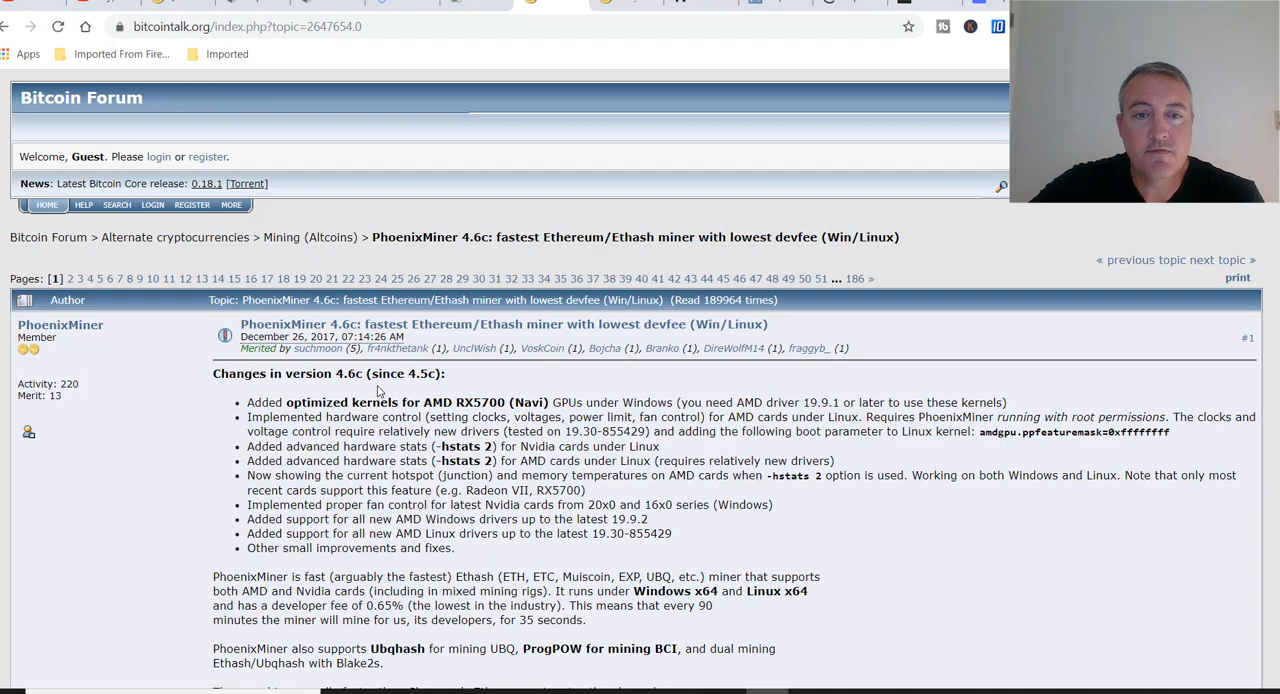 bitcointalk.org/index.php?topic=2647654.0
Apps Imported From Fire... Imported
Bitcoin Forum
Welcome, Guest. Please login or register.
News: Latest Bitcoin Core release: 0.18.1 [Torrent]
HOME HELP SEARCH LOGIN REGISTER MORE
Bitcoin Forum > Alternate cryptocurrencies > Mining (Altcoins) > PhoenixMiner 4.6c: fastest Ethereum/Ethash miner with lowest devfee (Win/Linux)
« previous topic next topic »
Pages: [1] 2 3 4 5 6 7 8 9 10 11 12 13 14 15 16 17 18 19 20 21 22 23 24 25 26 27 28 29 30 31 32 33 34 35 36 37 38 39 40 41 42 43 44 45 46 47 48 49 50 51 ... 186 »
print
Author Topic: PhoenixMiner 4.6c: fastest Ethereum/Ethash miner with lowest devfee (Win/Linux) (Read 189964 times)
PhoenixMiner
Member
Activity: 220
Merit: 13
PhoenixMiner 4.6c: fastest Ethereum/Ethash miner with lowest devfee (Win/Linux)
December 26, 2017, 07:14:26 AM
#1
Merited by suchmoon (5), fr4nkthetank (1), UnclWish (1), VoskCoin (1), Bojcha (1), Branko (1), DireWolfM14 (1), fraggyb_ (1)
Changes in version 4.6c (since 4.5c):
• Added optimized kernels for AMD RX5700 (Navi) GPUs under Windows (you need AMD driver 19.9.1 or later to use these kernels)
• Implemented hardware control (setting clocks, voltages, power limit, fan control) for AMD cards under Linux. Requires PhoenixMiner running with root permissions. The clocks and
voltage control require relatively new drivers (tested on 19.30-855429) and adding the following boot parameter to Linux kernel: amdgpu.ppfeaturemask=0xffffffff
• Added advanced hardware stats (-hstats 2) for Nvidia cards under Linux
• Added advanced hardware stats (-hstats 2) for AMD cards under Linux (requires relatively new drivers)
• Now showing the current hotspot (junction) and memory temperatures on AMD cards when -hstats 2 option is used. Working on both Windows and Linux. Note that only most
recent cards support this feature (e.g. Radeon VII, RX5700)
• Implemented proper fan control for latest Nvidia cards from 20x0 and 16x0 series (Windows)
• Added support for all new AMD Windows drivers up to the latest 19.9.2
• Added support for all new AMD Linux drivers up to the latest 19.30-855429
• Other small improvements and fixes.
PhoenixMiner is fast (arguably the fastest) Ethash (ETH, ETC, Muiscoin, EXP, UBQ, etc.) miner that supports
both AMD and Nvidia cards (including in mixed mining rigs). It runs under Windows x64 and Linux x64
and has a developer fee of 0.65% (the lowest in the industry). This means that every 90
minutes the miner will mine for us, its developers, for 35 seconds.
PhoenixMiner also supports Ubqhash for mining UBQ, ProgPOW for mining BCI, and dual mining
Ethash/Ubqhash with Blake2s.